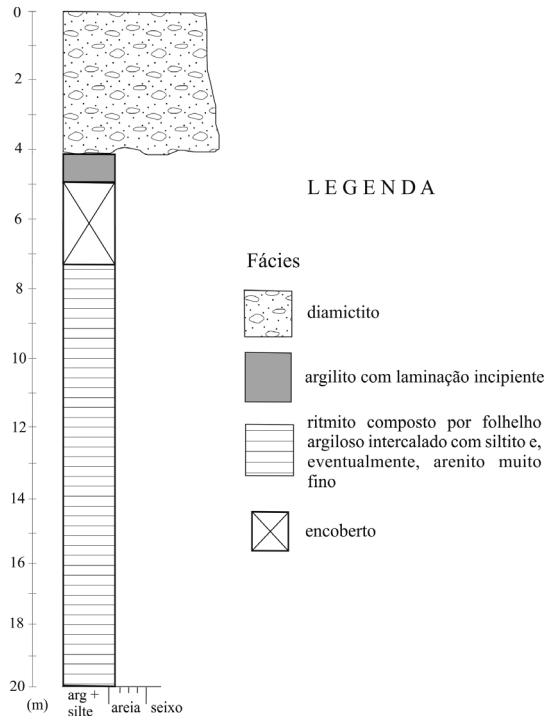 0
2
4
6
8
10
12
14
16
18
20
(m)
arg +
silte
areia
seixo
L E G E N D A
Fácies
diamictito
argilito com laminação incipiente
ritmito composto por folhelho
argiloso intercalado com siltito e,
eventualmente, arenito muito
fino
encoberto